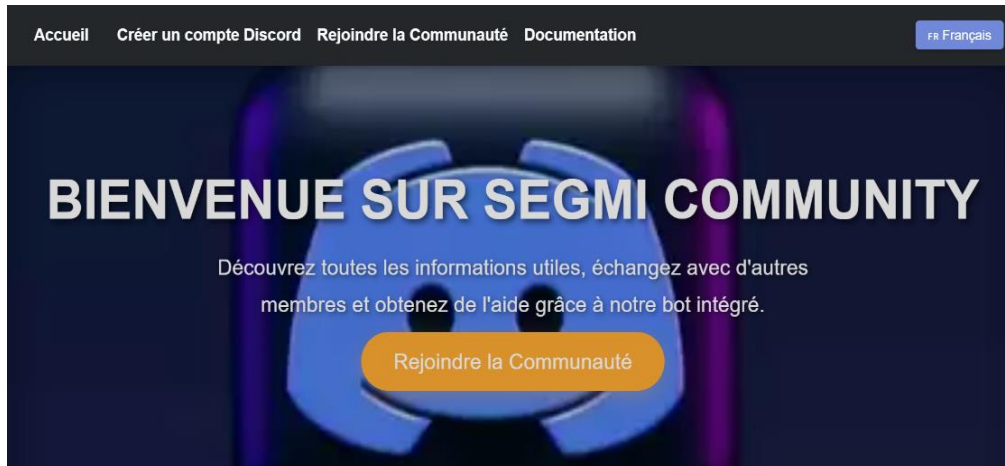 Accueil Créer un compte Discord Rejoindre la Communauté Documentation FR Français
BIENVENUE SUR SEGMI COMMUNITY
Découvrez toutes les informations utiles, échangez avec d'autres
membres et obtenez de l'aide grâce à notre bot intégré.
Rejoindre la Communauté